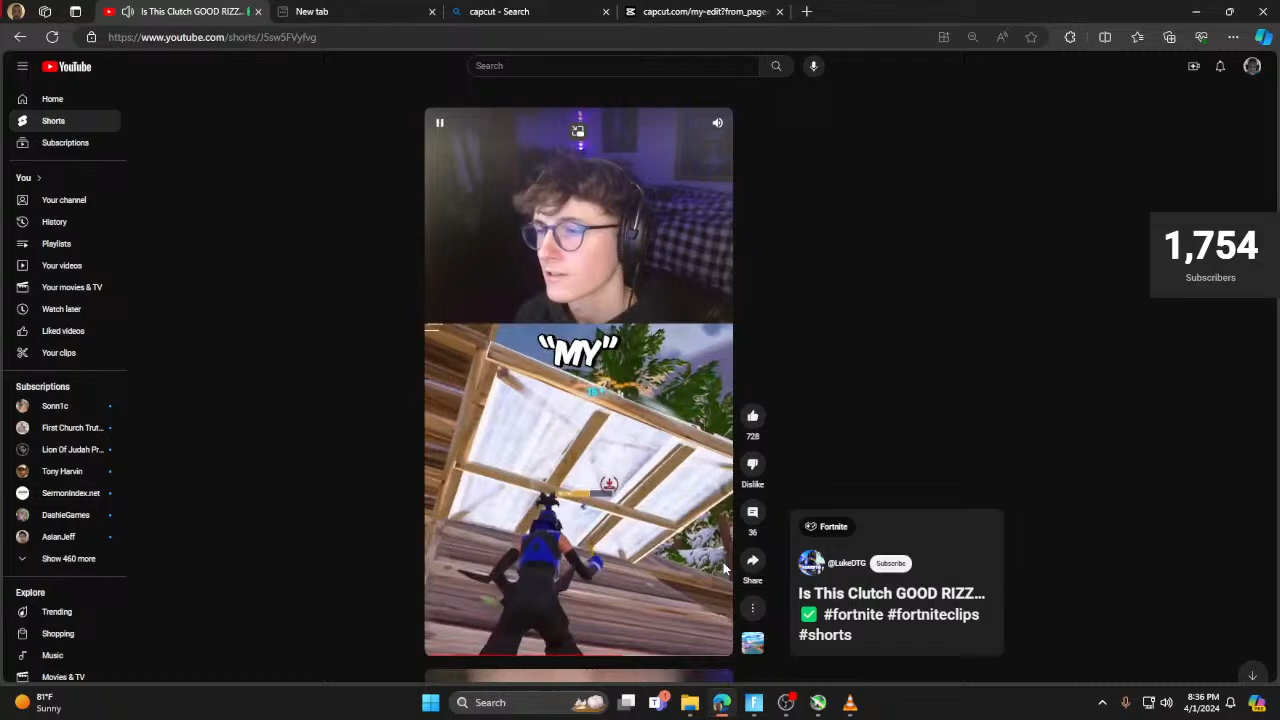 Is This Clutch GOOD RIZZ...
New tab
capcut - Search
capcut.com/my-edit?from_page=
https://www.youtube.com/shorts/J5sw5FVyfvg
YouTube
Search
Home
Shorts
Subscriptions
You
Your channel
History
Playlists
Your videos
Your movies & TV
Watch later
Liked videos
Your clips
Subscriptions
Sonn1c
First Church Trut...
Lion Of Judah Pr...
Tony Harvin
SermonIndex.net
DashieGames
AsianJeff
Show 460 more
Explore
Trending
Shopping
Music
Movies & TV
"MY"
728
Dislike
36
Share
Fortnite
@LukeDTG
Subscribe
Is This Clutch GOOD RIZZ...
✅ #fortnite #fortniteclips
#shorts
1,754
Subscribers
81°F
Sunny
Search
8:36 PM
4/1/2024